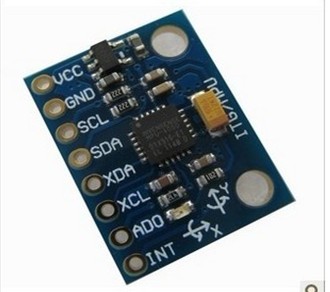 VCC
GND
SCL
SDA
XDA
XCL
ADO
INT
ITG/MPU
Y
X